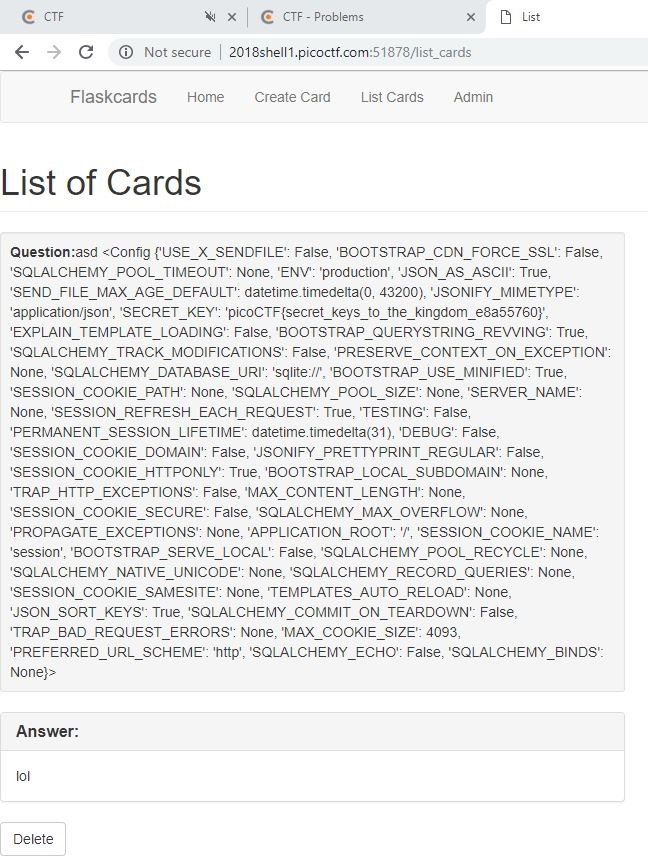 CTF
CTF - Problems
List
Not secure
2018shell1.picoctf.com:51878/list_cards
Flaskcards Home Create Card List Cards Admin
List of Cards
Question:asd <Config {'USE_X_SENDFILE': False, 'BOOTSTRAP_CDN_FORCE_SSL': False,
'SQLALCHEMY_POOL_TIMEOUT': None, 'ENV': 'production', 'JSON_AS_ASCII': True,
'SEND_FILE_MAX_AGE_DEFAULT': datetime.timedelta(0, 43200), 'JSONIFY_MIMETYPE':
'application/json', 'SECRET_KEY': 'picoCTF{secret_keys_to_the_kingdom_e8a55760}',
'EXPLAIN_TEMPLATE_LOADING': False, 'BOOTSTRAP_QUERYSTRING_REVVING': True,
'SQLALCHEMY_TRACK_MODIFICATIONS': False, 'PRESERVE_CONTEXT_ON_EXCEPTION':
None, 'SQLALCHEMY_DATABASE_URI': 'sqlite://', 'BOOTSTRAP_USE_MINIFIED': True,
'SESSION_COOKIE_PATH': None, 'SQLALCHEMY_POOL_SIZE': None, 'SERVER_NAME':
None, 'SESSION_REFRESH_EACH_REQUEST': True, 'TESTING': False,
'PERMANENT_SESSION_LIFETIME': datetime.timedelta(31), 'DEBUG': False,
'SESSION_COOKIE_DOMAIN': False, 'JSONIFY_PRETTYPRINT_REGULAR': False,
'SESSION_COOKIE_HTTPONLY': True, 'BOOTSTRAP_LOCAL_SUBDOMAIN': None,
'TRAP_HTTP_EXCEPTIONS': False, 'MAX_CONTENT_LENGTH': None,
'SESSION_COOKIE_SECURE': False, 'SQLALCHEMY_MAX_OVERFLOW': None,
'PROPAGATE_EXCEPTIONS': None, 'APPLICATION_ROOT': '/', 'SESSION_COOKIE_NAME':
'session', 'BOOTSTRAP_SERVE_LOCAL': False, 'SQLALCHEMY_POOL_RECYCLE': None,
'SQLALCHEMY_NATIVE_UNICODE': None, 'SQLALCHEMY_RECORD_QUERIES': None,
'SESSION_COOKIE_SAMESITE': None, 'TEMPLATES_AUTO_RELOAD': None,
'JSON_SORT_KEYS': True, 'SQLALCHEMY_COMMIT_ON_TEARDOWN': False,
'TRAP_BAD_REQUEST_ERRORS': None, 'MAX_COOKIE_SIZE': 4093,
'PREFERRED_URL_SCHEME': 'http', 'SQLALCHEMY_ECHO': False, 'SQLALCHEMY_BINDS':
None}>
Answer:
lol
Delete